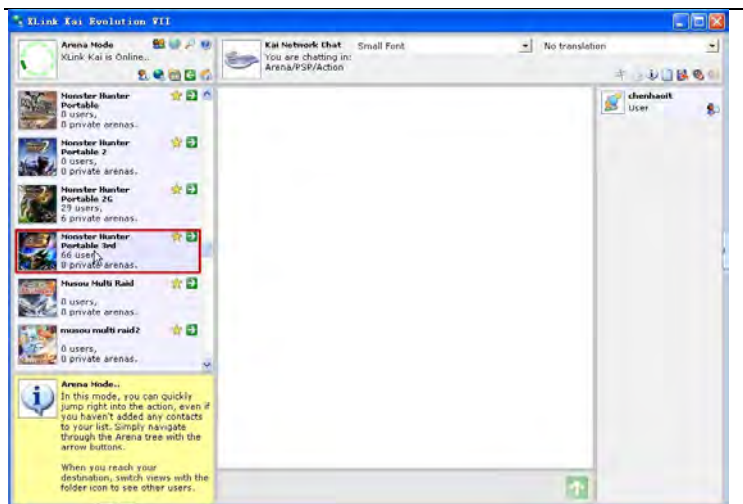 XLink Kai Evolution VII
Arena Mode
XLink Kai is Online..
Kai Network Chat
You are chatting in:
Arena/PSP/Action
Small Font
No translation
Monster Hunter
Portable
0 users,
0 private arenas.
Monster Hunter
Portable 2
0 users,
0 private arenas.
Monster Hunter
Portable 2G
29 users,
6 private arenas.
Monster Hunter
Portable 3rd
66 users
0 private arenas.
Musou Multi Raid
0 users,
0 private arenas.
musou multi raid2
0 users,
0 private arenas.
chenhaoit
User
Arena Mode..
In this mode, you can quickly
jump right into the action, even if
you haven't added any contacts
to your list. Simply navigate
through the Arena tree with the
arrow buttons.
When you reach your
destination, switch views with the
folder icon to see other users.